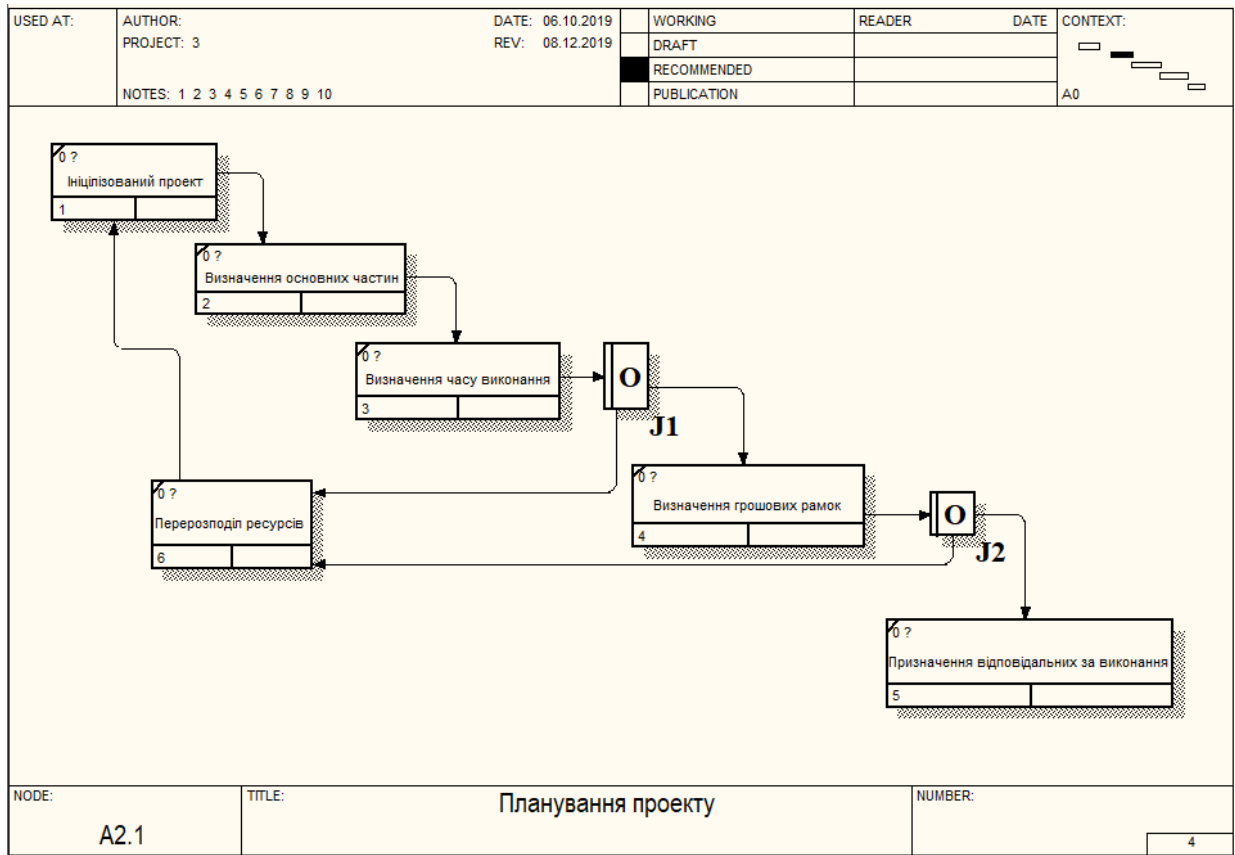 USED AT:
AUTHOR:
DATE: 06.10.2019
PROJECT: 3
REV: 08.12.2019
NOTES: 1 2 3 4 5 6 7 8 9 10
WORKING
DRAFT
RECOMMENDED
PUBLICATION
READER
DATE
CONTEXT:
A0
0 ?
Ініцілізований проект
1
0 ?
Визначення основних частин
2
0 ?
Визначення часу виконання
3
O
J1
0 ?
Визначення грошових рамок
4
O
J2
0 ?
Перерозподіл ресурсів
6
0 ?
Призначення відповідальних за виконання
5
NODE:
A2.1
TITLE:
Планування проекту
NUMBER:
4